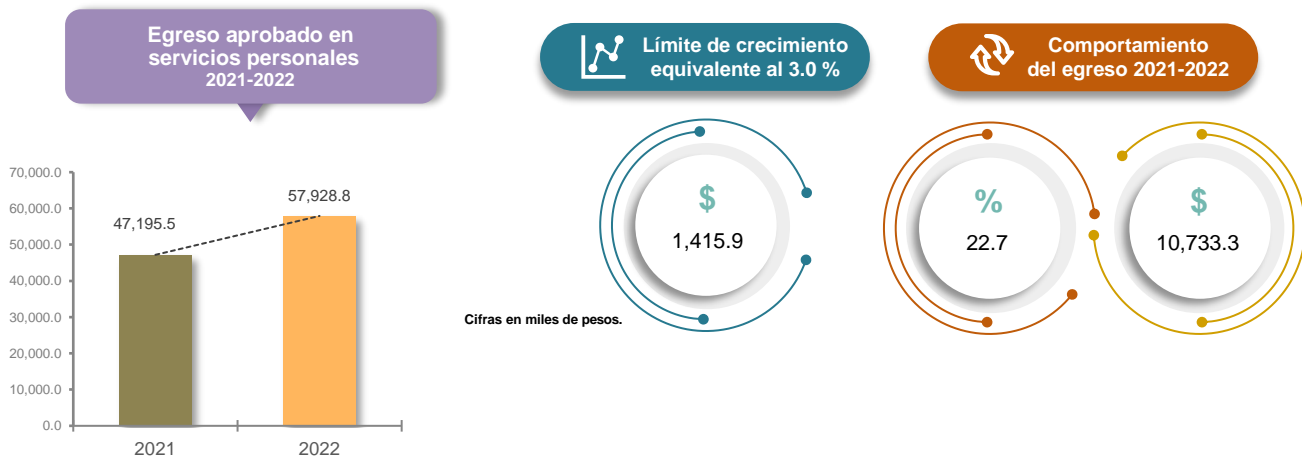 Egreso aprobado en
servicios personales
2021-2022
Límite de crecimiento
equivalente al 3.0 %
Comportamiento
del egreso 2021-2022
70,000.0
60,000.0
50,000.0
40,000.0
30,000.0
20,000.0
10,000.0
0.0
47,195.5
57,928.8
2021
2022
$
1,415.9
%
22.7
$
10,733.3
Cifras en miles de pesos.